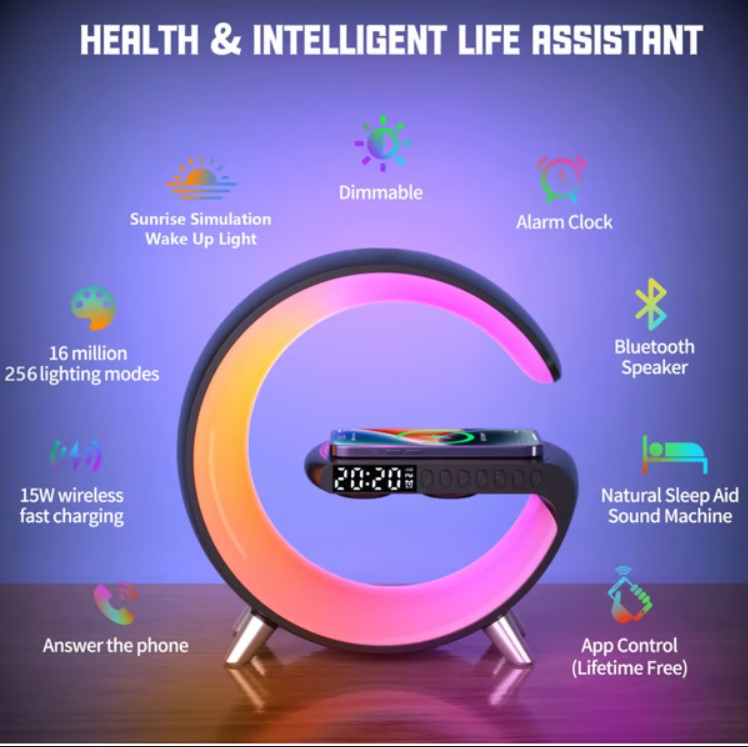 HEALTH & INTELLIGENT LIFE ASSISTANT
Dimmable
Sunrise Simulation
Wake Up Light
Alarm Clock
16 million
256 lighting modes
Bluetooth
Speaker
20:20
15W wireless
fast charging
Natural Sleep Aid
Sound Machine
Answer the phone
App Control
(Lifetime Free)